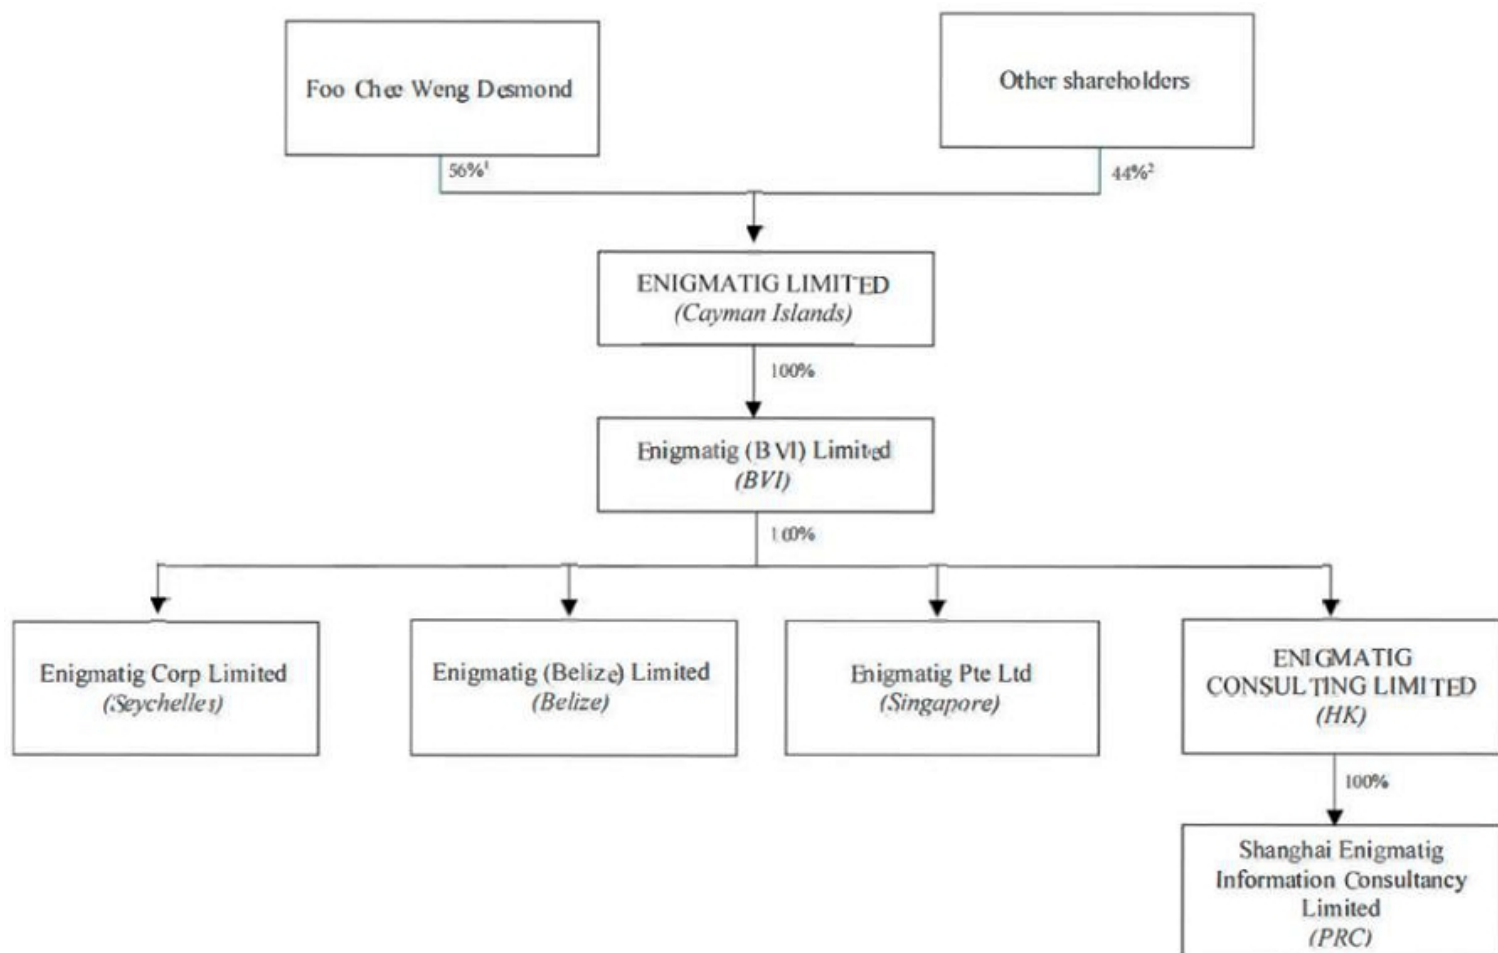 Foo Chee Weng Desmond
Other shareholders
56%¹
44%²
ENIGMATIG LIMITED
(Cayman Islands)
100%
Enigmatig (BVI) Limited
(BVI)
100%
Enigmatig Corp Limited
(Seychelles)
Enigmatig (Belize) Limited
(Belize)
Enigmatig Pte Ltd
(Singapore)
ENIGMATIG
CONSULTING LIMITED
(HK)
100%
Shanghai Enigmatig
Information Consultancy
Limited
(PRC)